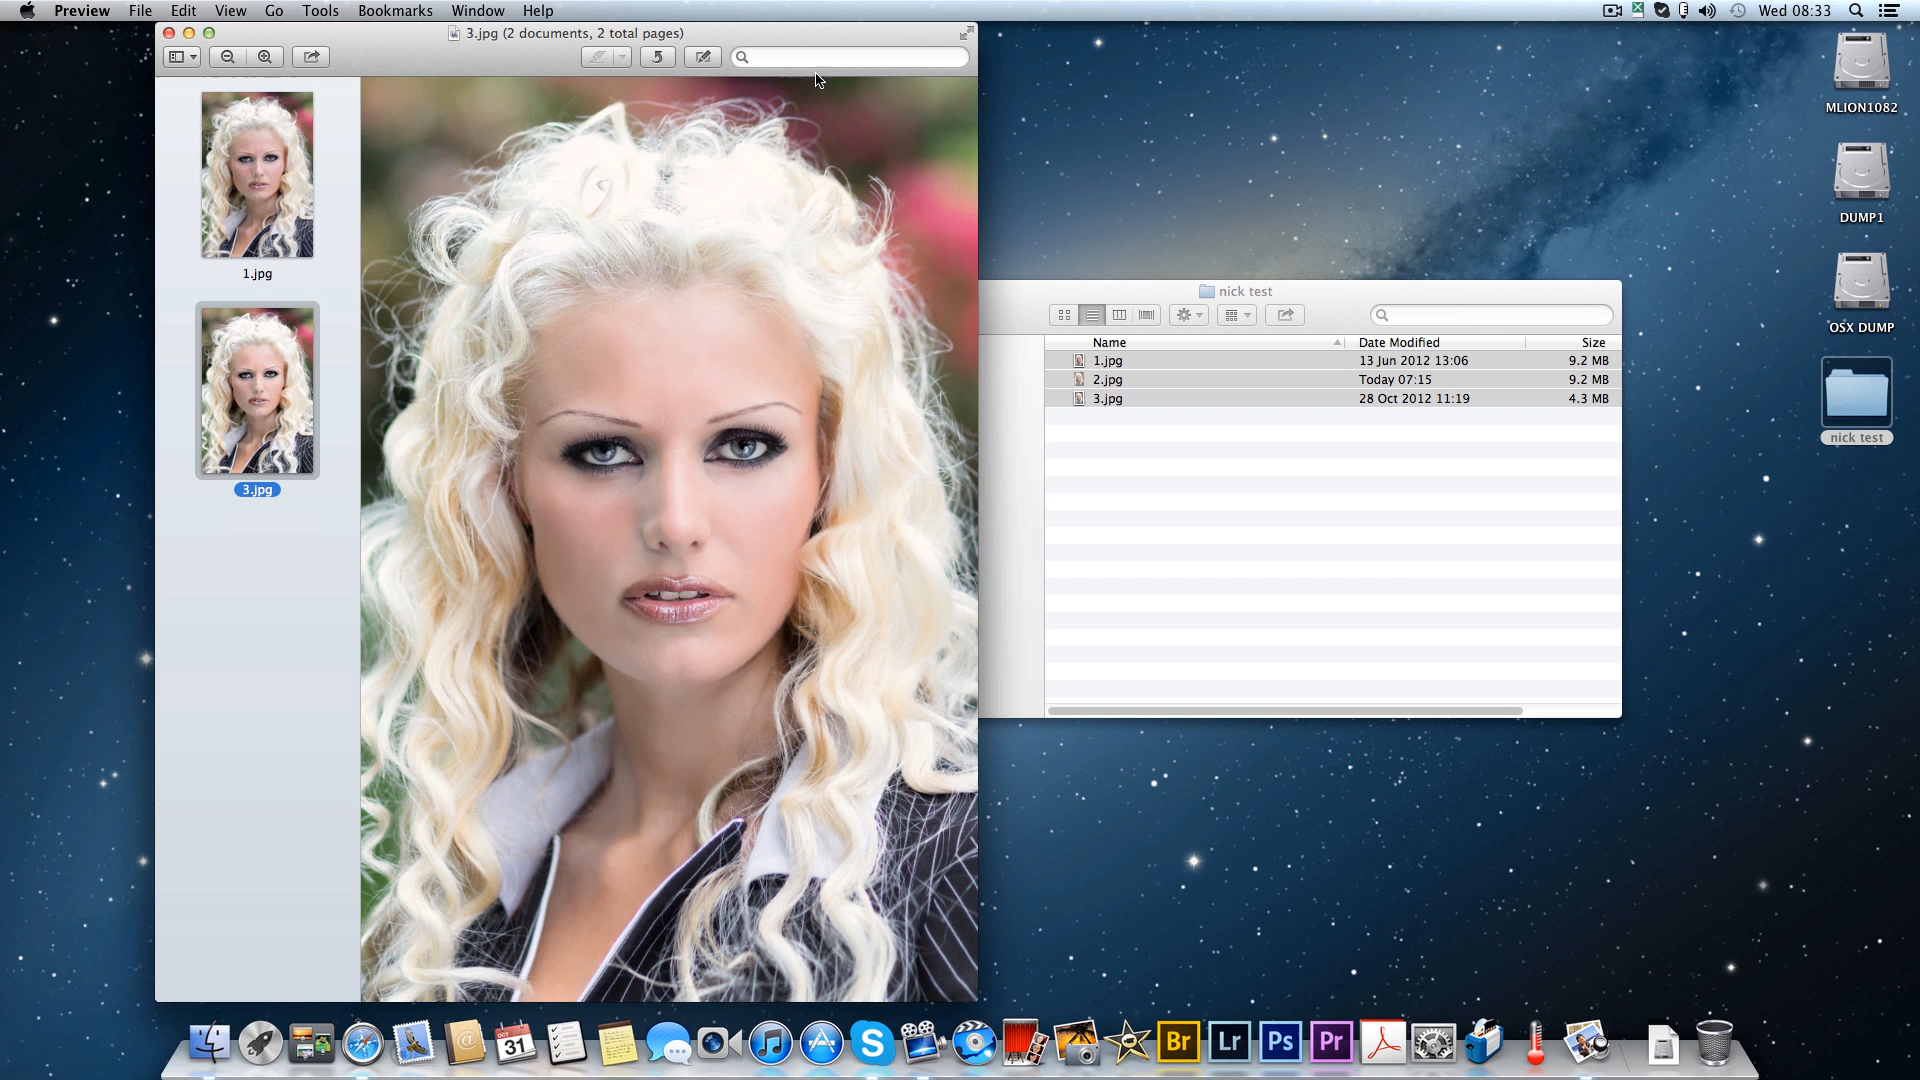 Preview File Edit View Go Tools Bookmarks Window Help
Wed 08:33
3.jpg (2 documents, 2 total pages)
1.jpg
3.jpg
nick test
Name Date Modified Size
1.jpg 13 Jun 2012 13:06 9.2 MB
2.jpg Today 07:15 9.2 MB
3.jpg 28 Oct 2012 11:19 4.3 MB
MLION1082
DUMP1
OSX DUMP
nick test
OCT
31
Br Lr Ps Pr